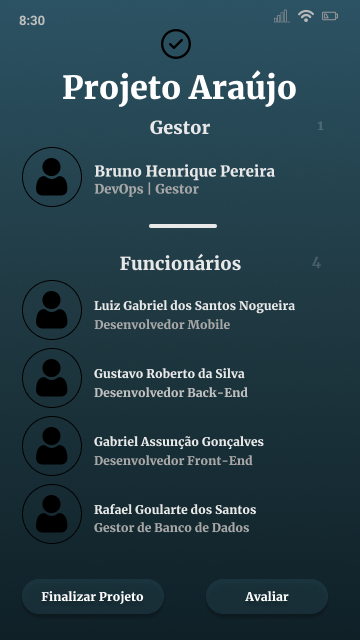 8:30
Projeto Araújo
Gestor
1
Bruno Henrique Pereira
DevOps | Gestor
Funcionários
4
Luiz Gabriel dos Santos Nogueira
Desenvolvedor Mobile
Gustavo Roberto da Silva
Desenvolvedor Back-End
Gabriel Assunção Gonçalves
Desenvolvedor Front-End
Rafael Goularte dos Santos
Gestor de Banco de Dados
Finalizar Projeto
Avaliar